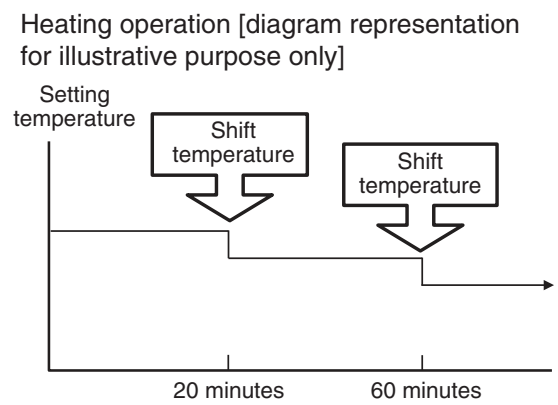 Heating operation [diagram representation
for illustrative purpose only]
Setting
temperature
Shift
temperature
Shift
temperature
20 minutes
60 minutes